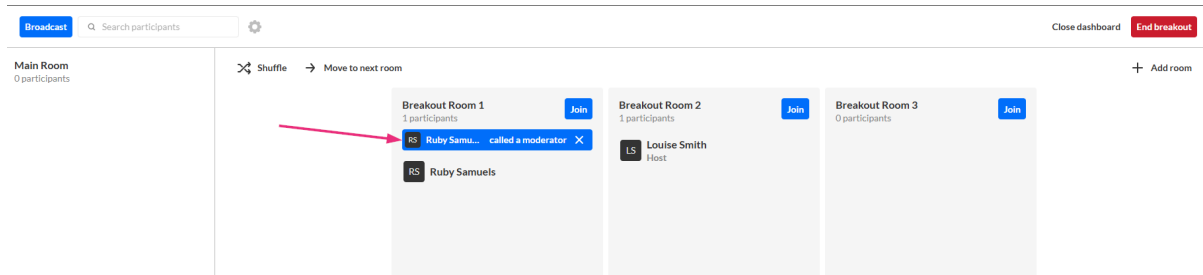 Broadcast
Search participants
Close dashboard
End breakout
Main Room
0 participants
Shuffle
Move to next room
Add room
Breakout Room 1
1 participants
Join
RS Ruby Samu... called a moderator
RS Ruby Samuels
Breakout Room 2
1 participants
Join
LS Louise Smith
Host
Breakout Room 3
0 participants
Join